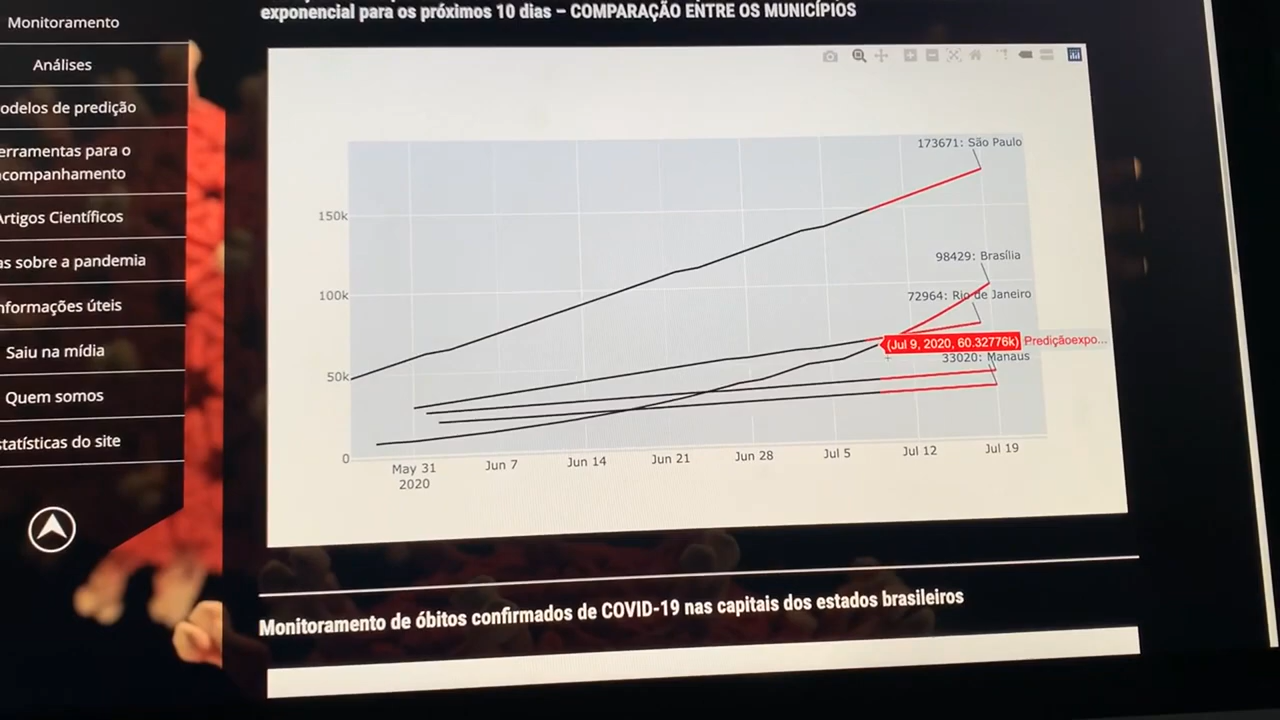 exponencial para os próximos 10 dias – COMPARAÇÃO ENTRE OS MUNICÍPIOS
Monitoramento
Análises
odelos de predição
erramentas para o
companhamento
Artigos Científicos
as sobre a pandemia
nformações úteis
Saiu na mídia
Quem somos
statísticas do site
173671: São Paulo
150k
98429: Brasília
100k
72964: Rio de Janeiro
(Jul 9, 2020, 60.32776k) Prediçãoexpo...
33020: Manaus
50k
0
May 31
2020
Jun 7
Jun 14
Jun 21
Jun 28
Jul 5
Jul 12
Jul 19
Monitoramento de óbitos confirmados de COVID-19 nas capitais dos estados brasileiros